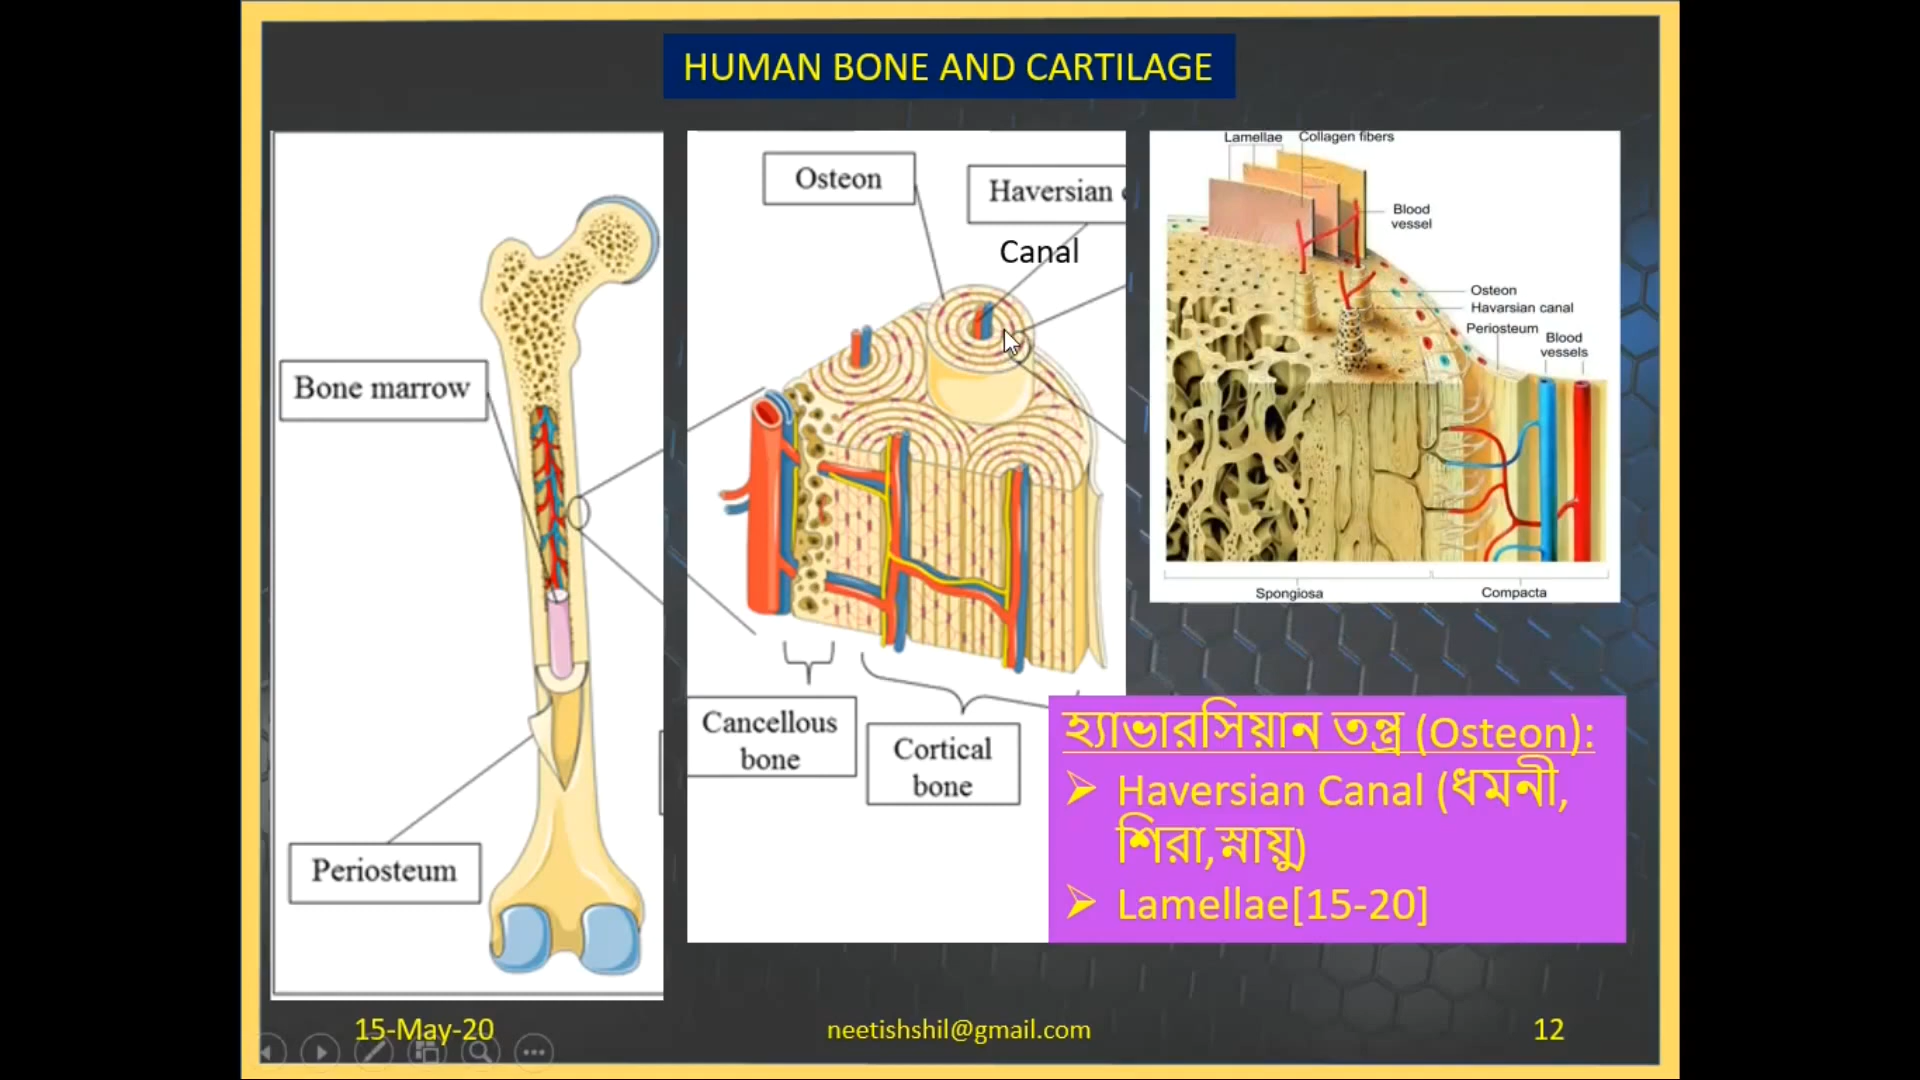 HUMAN BONE AND CARTILAGE
Bone marrow
Periosteum
Osteon
Haversian
Canal
Cancellous
bone
Cortical
bone
Lamellae Collagen fibers
Blood
vessel
Osteon
Havarsian canal
Periosteum
Blood
vessels
Spongiosa
Compacta
হ্যাভারসিয়ান তন্ত্র (Osteon):
➢ Haversian Canal (ধমনী,
শিরা,স্নায়ু)
➢ Lamellae[15-20]
15-May-20
neetishshil@gmail.com
12